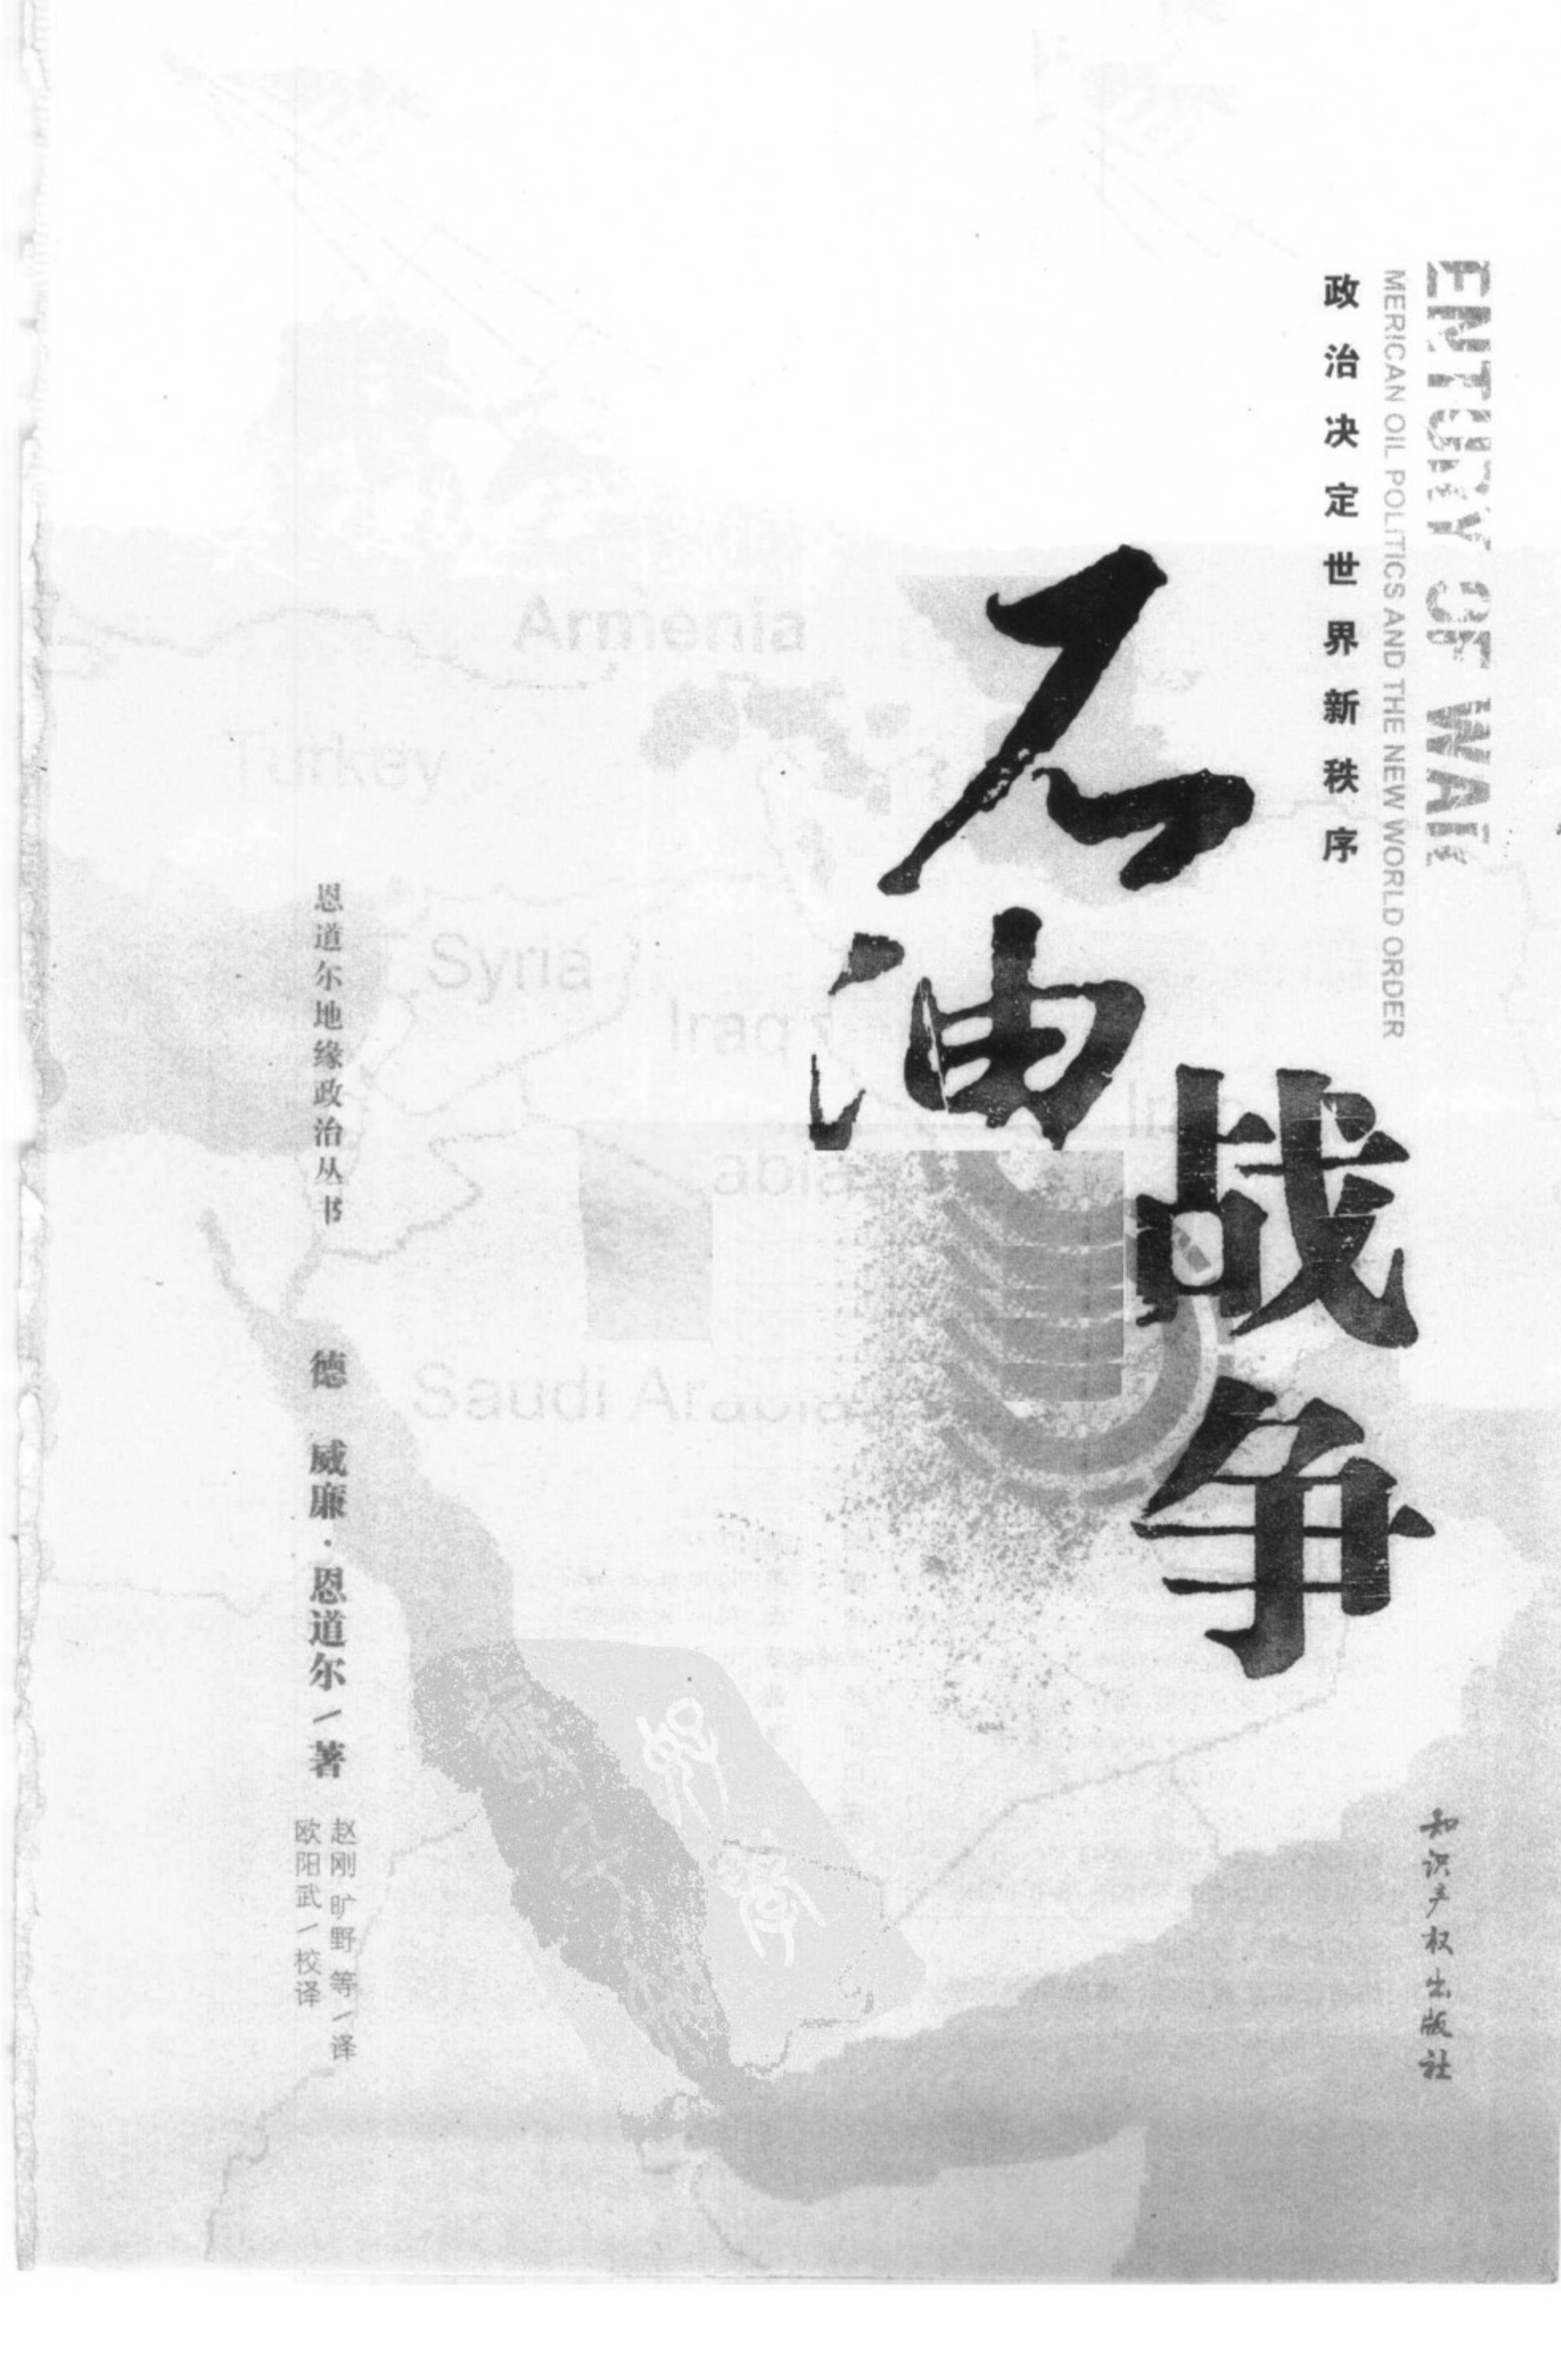 ENTURY OF WAR
MERICAN OIL POLITICS AND THE NEW WORLD ORDER
政治决定世界新秩序
石油
战争
Armenia
Turkey
Syria
Iraq
abia
Saudi Arabia
恩道尔地缘政治丛书
德 威廉·恩道尔/著
赵刚 旷野 等/译
欧阳武/校译
知识产权出版社